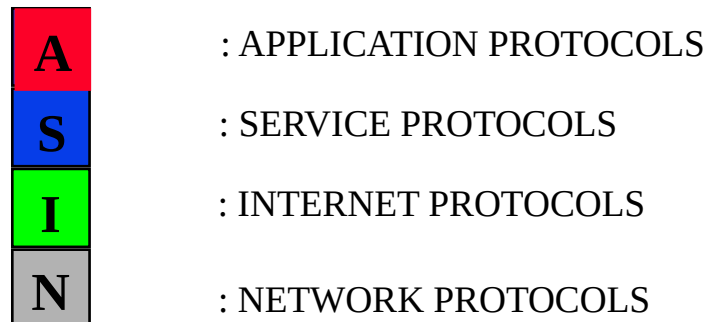 A : APPLICATION PROTOCOLS
S : SERVICE PROTOCOLS
I : INTERNET PROTOCOLS
N : NETWORK PROTOCOLS